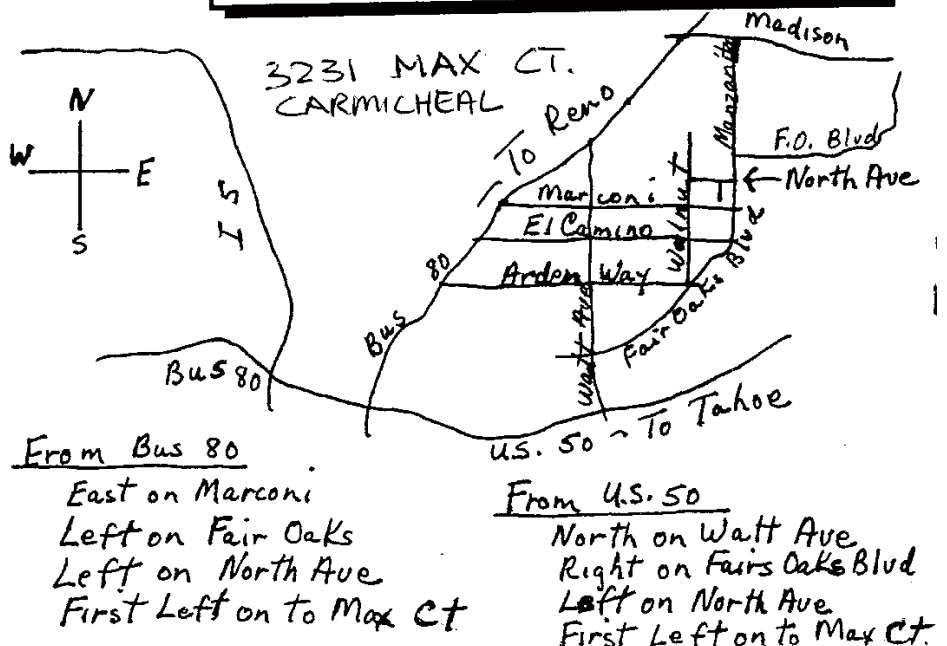 Madison
3231 MAX CT.
CARMICHEAL
N
W
E
S
I 5
To Reno
Manzanita
F.O. Blvd
North Ave
Marconi
El Camino
Walnut
Arden Way
80
Bus
Watt Ave
Fair Oaks Blvd
Bus 80
U.S. 50 - To Tahoe
From Bus 80
East on Marconi
Left on Fair Oaks
Left on North Ave
First Left on to Max Ct
From U.S. 50
North on Watt Ave
Right on Fairs Oaks Blvd
Left on North Ave
First Left on to Max Ct.